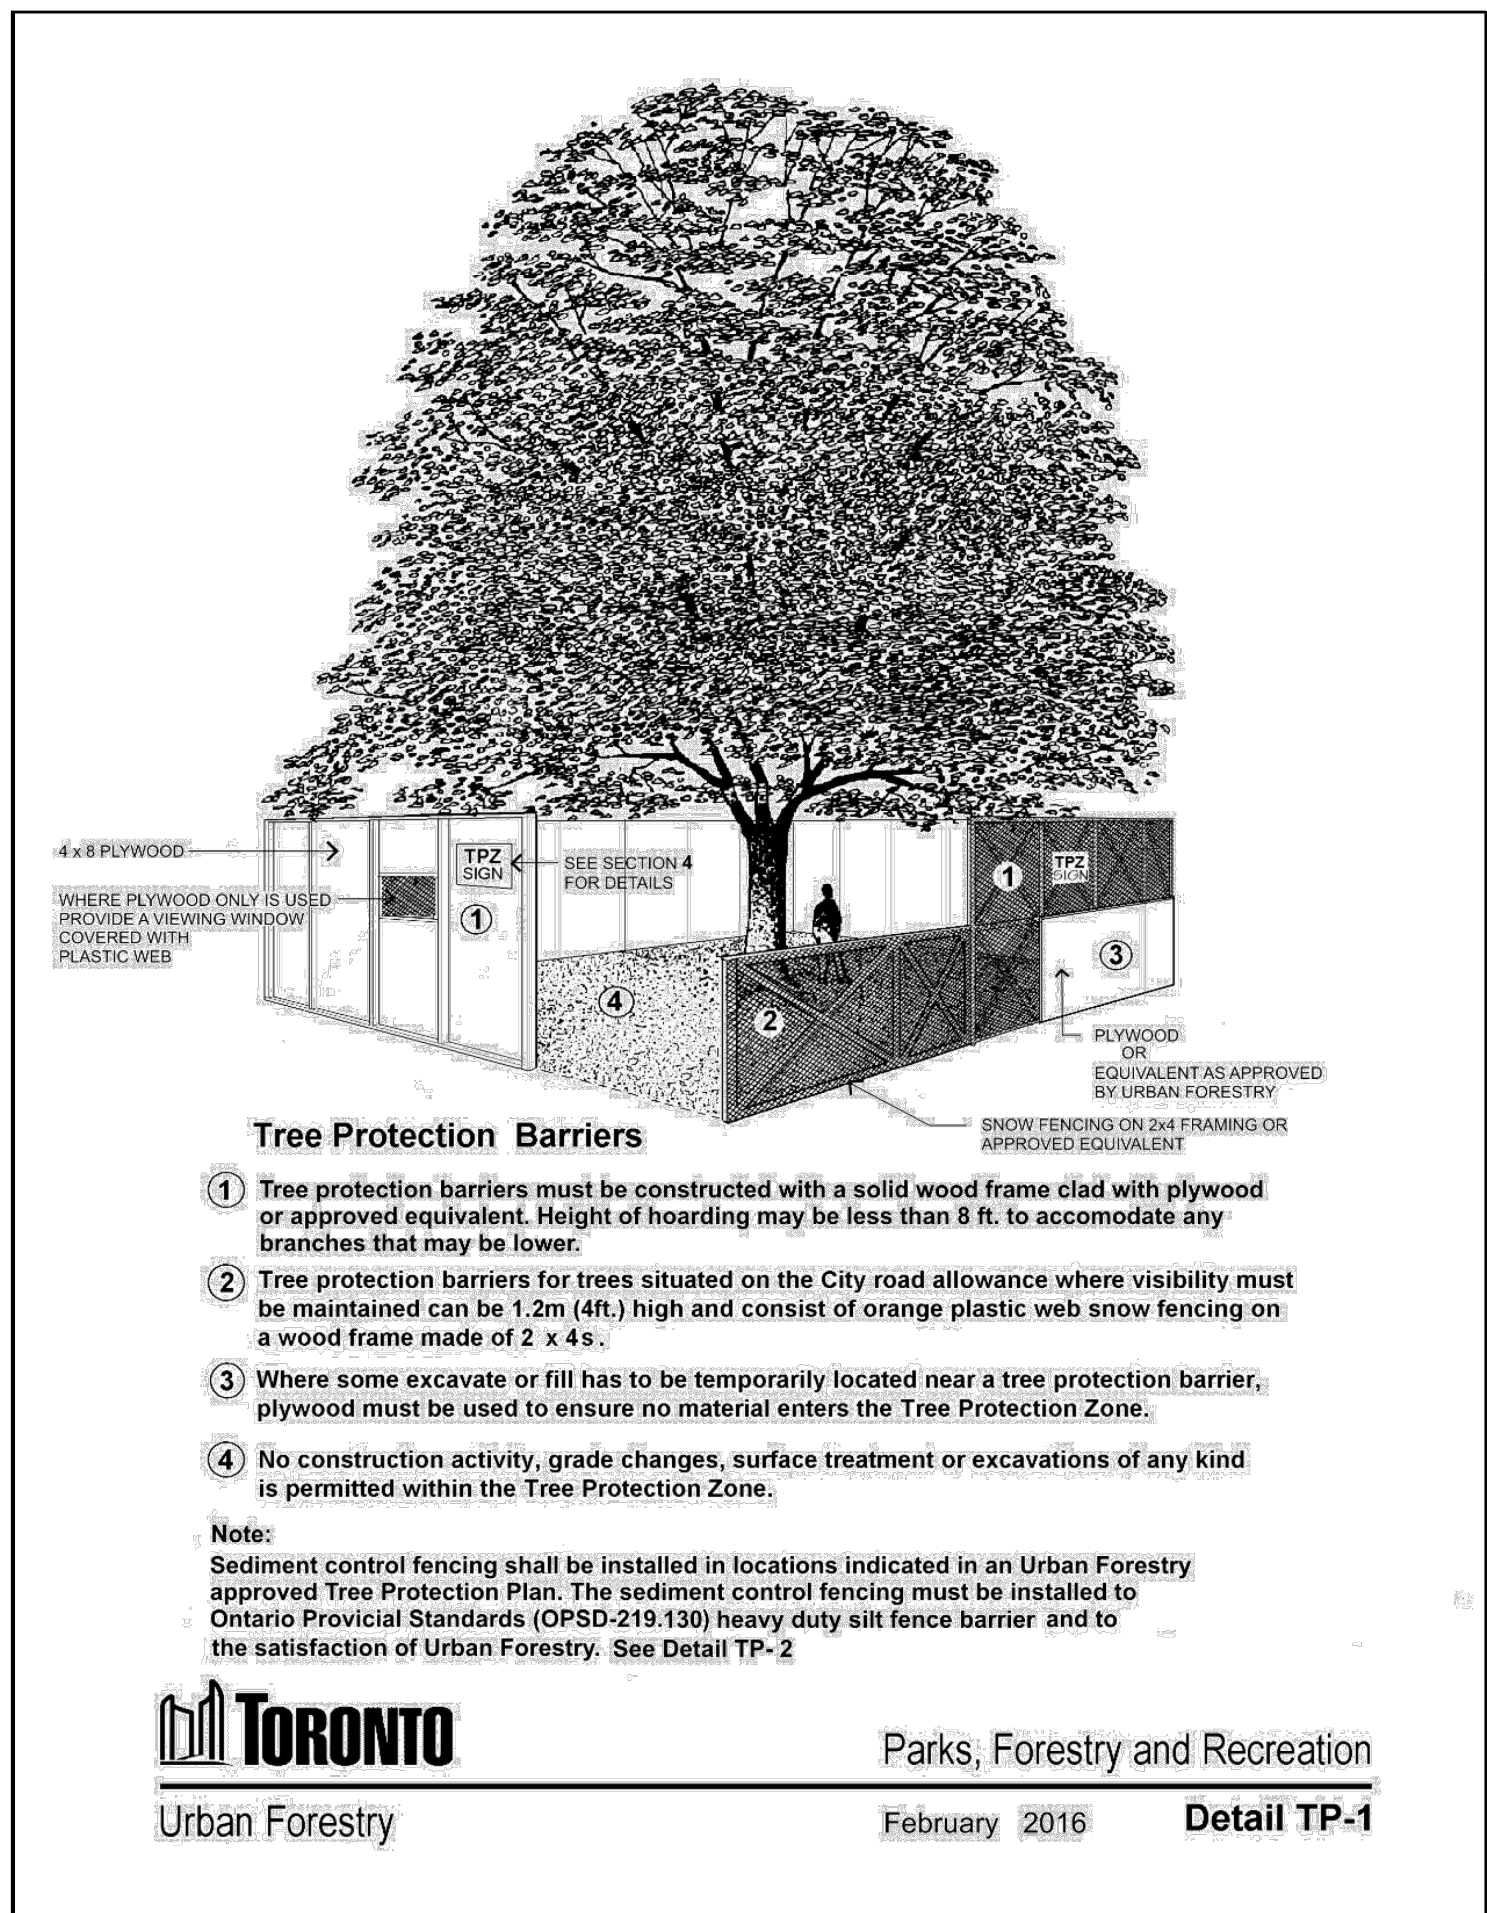 4 x 8 PLYWOOD
WHERE PLYWOOD ONLY IS USED
PROVIDE A VIEWING WINDOW
COVERED WITH
PLASTIC WEB
TPZ
SIGN
SEE SECTION 4
FOR DETAILS
1
4
2
1
TPZ
SIGN
3
PLYWOOD
OR
EQUIVALENT AS APPROVED
BY URBAN FORESTRY
SNOW FENCING ON 2x4 FRAMING OR
APPROVED EQUIVALENT
Tree Protection Barriers
1 Tree protection barriers must be constructed with a solid wood frame clad with plywood
or approved equivalent. Height of hoarding may be less than 8 ft. to accomodate any
branches that may be lower.
2 Tree protection barriers for trees situated on the City road allowance where visibility must
be maintained can be 1.2m (4ft.) high and consist of orange plastic web snow fencing on
a wood frame made of 2 x 4s.
3 Where some excavate or fill has to be temporarily located near a tree protection barrier,
plywood must be used to ensure no material enters the Tree Protection Zone.
4 No construction activity, grade changes, surface treatment or excavations of any kind
is permitted within the Tree Protection Zone.
Note:
Sediment control fencing shall be installed in locations indicated in an Urban Forestry
approved Tree Protection Plan. The sediment control fencing must be installed to
Ontario Provicial Standards (OPSD-219.130) heavy duty silt fence barrier and to
the satisfaction of Urban Forestry. See Detail TP- 2
TORONTO
Parks, Forestry and Recreation
Urban Forestry
February 2016
Detail TP-1